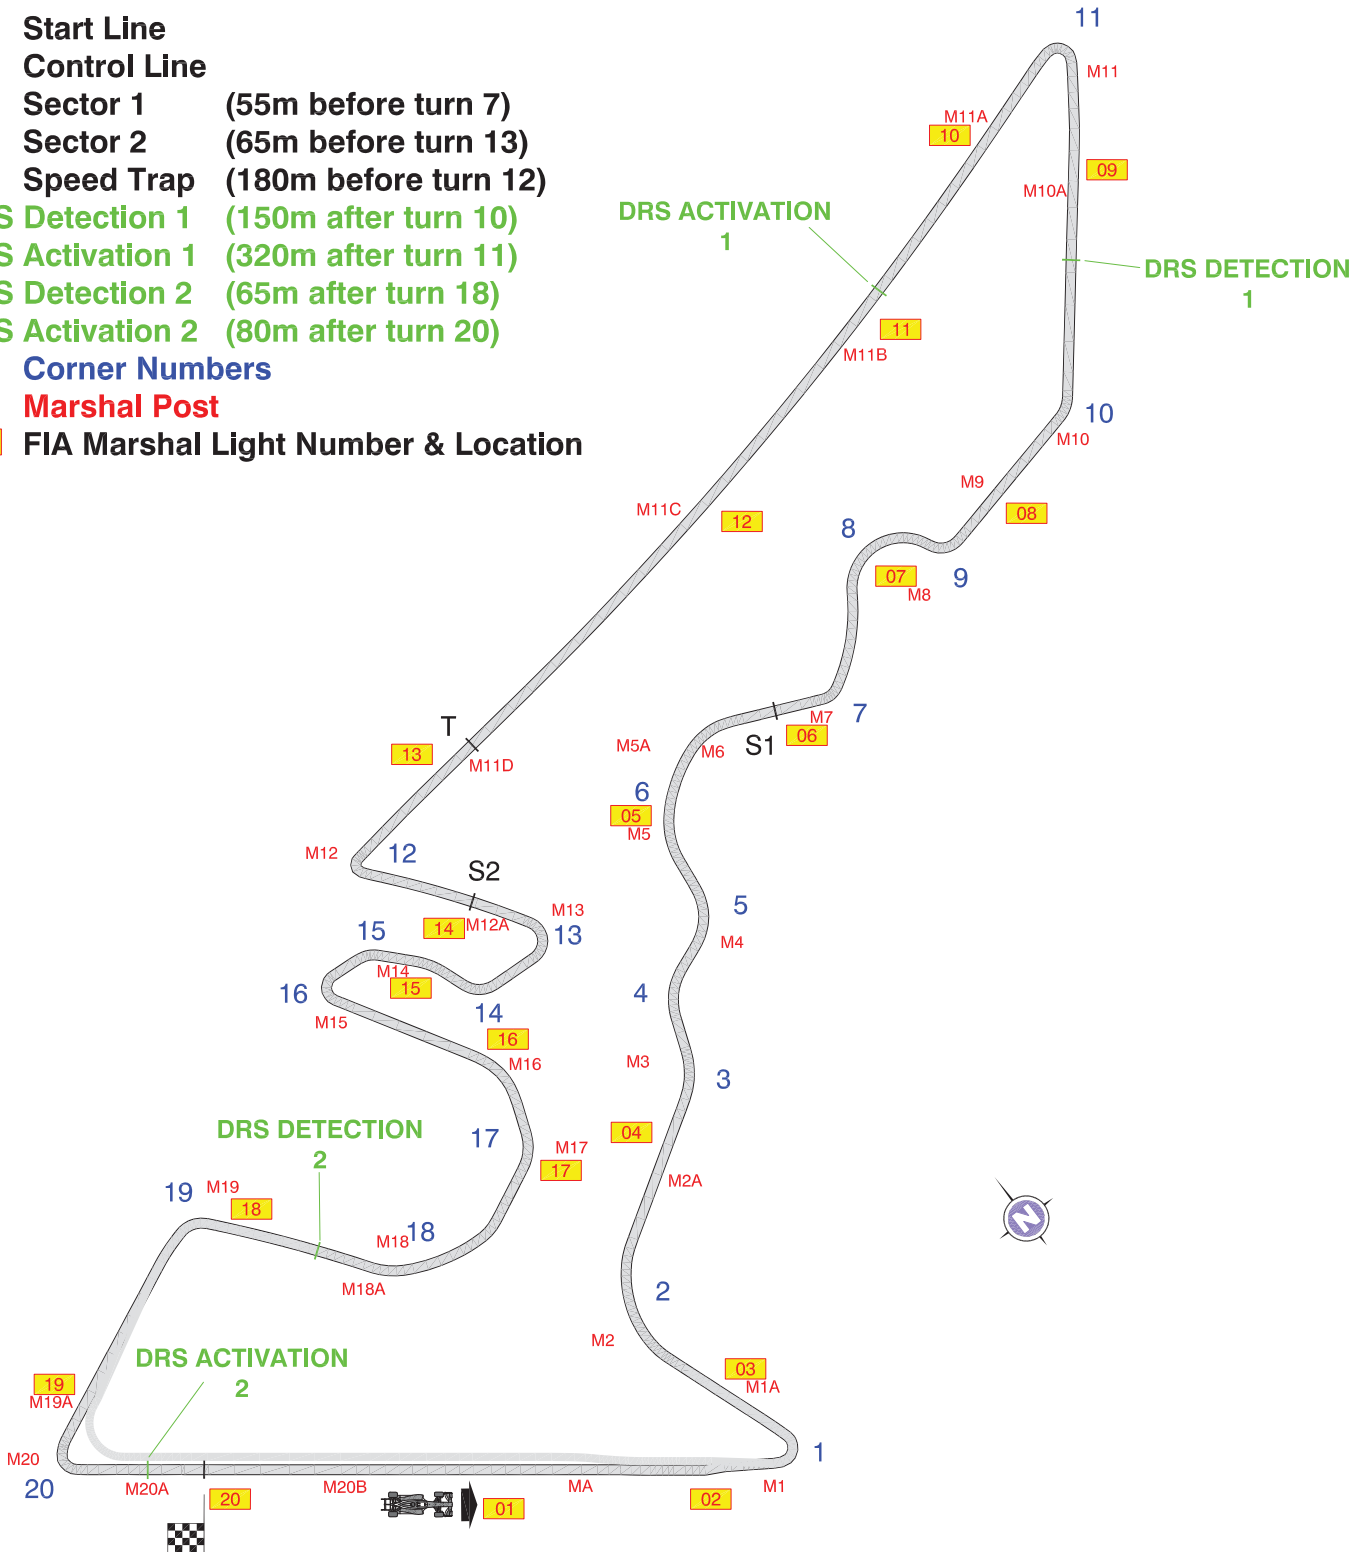 Start Line
Control Line
Sector 1 (55m before turn 7)
Sector 2 (65m before turn 13)
Speed Trap (180m before turn 12)
S Detection 1 (150m after turn 10)
S Activation 1 (320m after turn 11)
S Detection 2 (65m after turn 18)
S Activation 2 (80m after turn 20)
Corner Numbers
Marshal Post
FIA Marshal Light Number & Location
11
M11
M11A
10
09
M10A
DRS ACTIVATION
1
DRS DETECTION
1
11
M11B
10
M10
M9
08
M11C
12
8
07
M8
9
T
13
M11D
M7
7
06
S1
M6
M5A
6
05
M5
M12
12
S2
M13
13
14
M12A
5
M4
15
M14
15
16
M15
14
4
16
M16
M3
3
DRS DETECTION
2
17
M17
17
04
M2A
19
M19
18
M18
18
M18A
N
2
M2
DRS ACTIVATION
2
03
M1A
19
M19A
M20
20
M20A
20
M20B
01
MA
02
M1
1